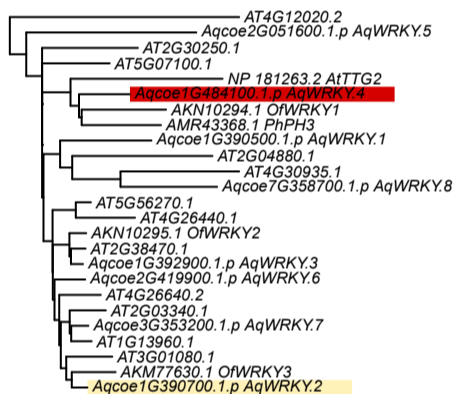 AT4G12020.2
Aqcoe2G051600.1.p AqWRKY.5
AT2G30250.1
AT5G07100.1
NP 181263.2 AtTTG2
Aqcoe1G484100.1.p AqWRKY.4
AKN10294.1 OfWRKY1
AMR43368.1 PhPH3
Aqcoe1G390500.1.p AqWRKY.1
AT2G04880.1
AT4G30935.1
Aqcoe7G358700.1.p AqWRKY.8
AT5G56270.1
AT4G26440.1
AKN10295.1 OfWRKY2
AT2G38470.1
Aqcoe1G392900.1.p AqWRKY.3
Aqcoe2G419900.1.p AqWRKY.6
AT4G26640.2
AT2G03340.1
Aqcoe3G353200.1.p AqWRKY.7
AT1G13960.1
AT3G01080.1
AKM77630.1 OfWRKY3
Aqcoe1G390700.1.p AqWRKY.2